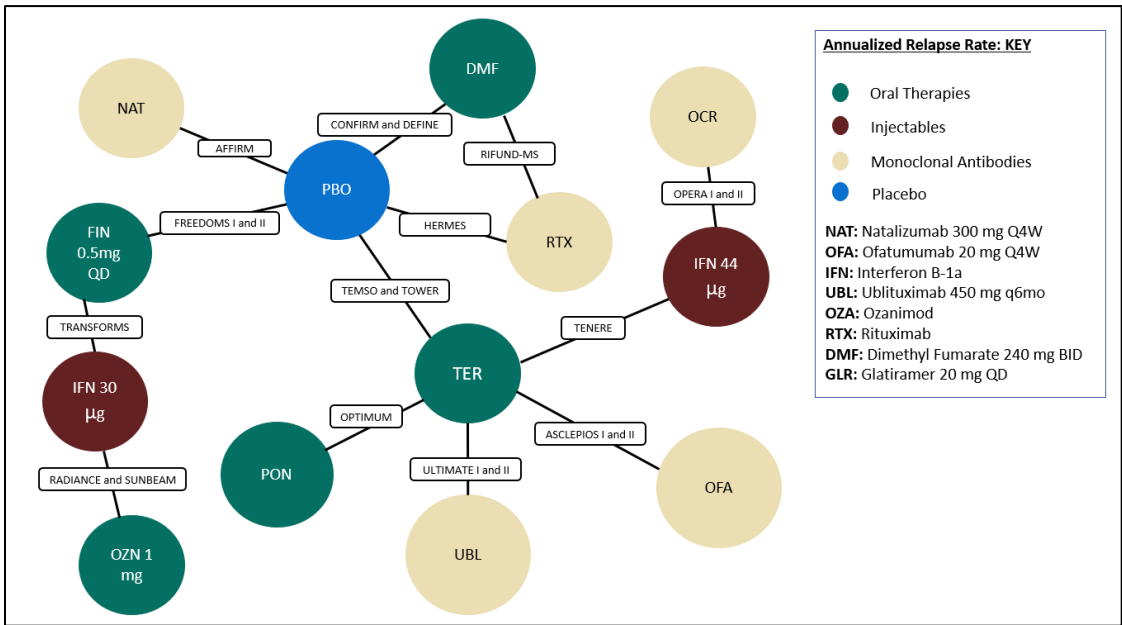 NAT
AFFIRM
CONFIRM and DEFINE
DMF
RIFUND-MS
PBO
FREEDOMS I and II
HERMES
RTX
FIN
0.5mg
QD
TEMSO and TOWER
OCR
OPERA I and II
IFN 44
µg
TRANSFORMS
TENERE
IFN 30
µg
TER
OPTIMUM
ASCLEPIOS I and II
RADIANCE and SUNBEAM
PON
ULTIMATE I and II
OFA
OZN 1
mg
UBL
Annualized Relapse Rate: KEY
Oral Therapies
Injectables
Monoclonal Antibodies
Placebo
NAT: Natalizumab 300 mg Q4W
OFA: Ofatumumab 20 mg Q4W
IFN: Interferon B-1a
UBL: Ublituximab 450 mg q6mo
OZA: Ozanimod
RTX: Rituximab
DMF: Dimethyl Fumarate 240 mg BID
GLR: Glatiramer 20 mg QD